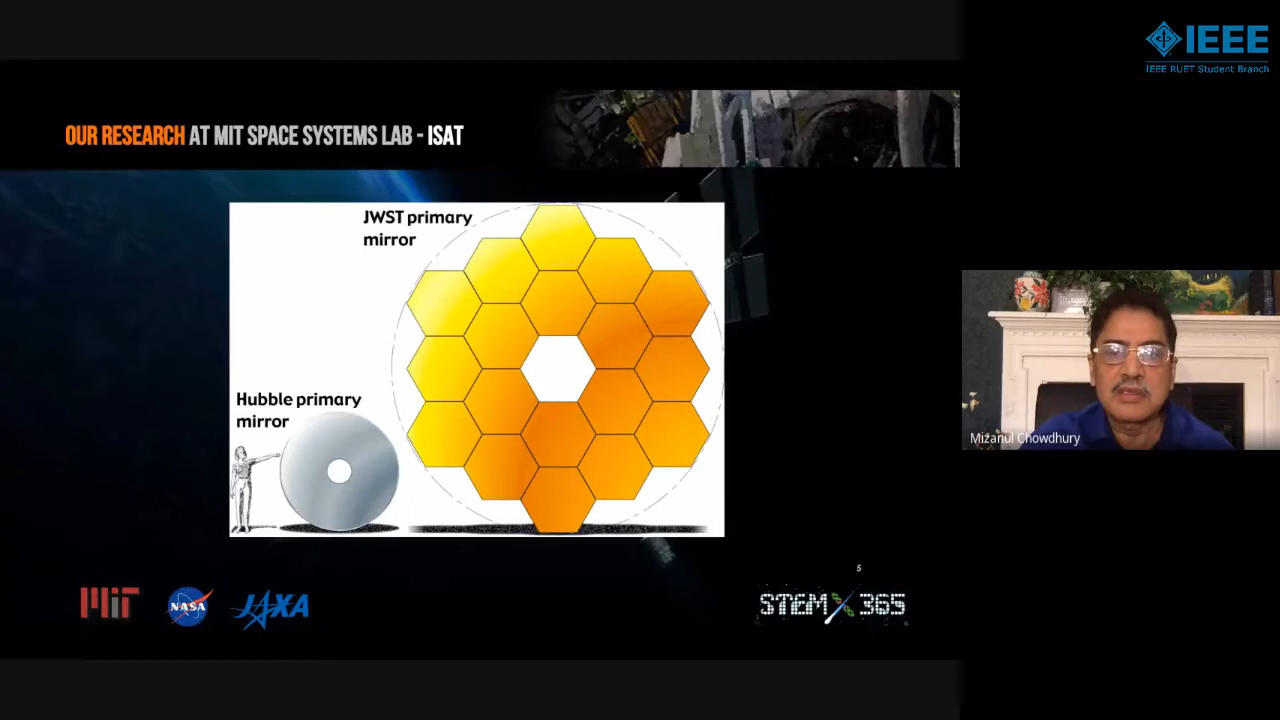 IEEE
IEEE RUET Student Branch
OUR RESEARCH AT MIT SPACE SYSTEMS LAB - ISAT
JWST primary
mirror
Hubble primary
mirror
Mizanul Chowdhury
5
MIT
NASA
JAXA
STEMX 365